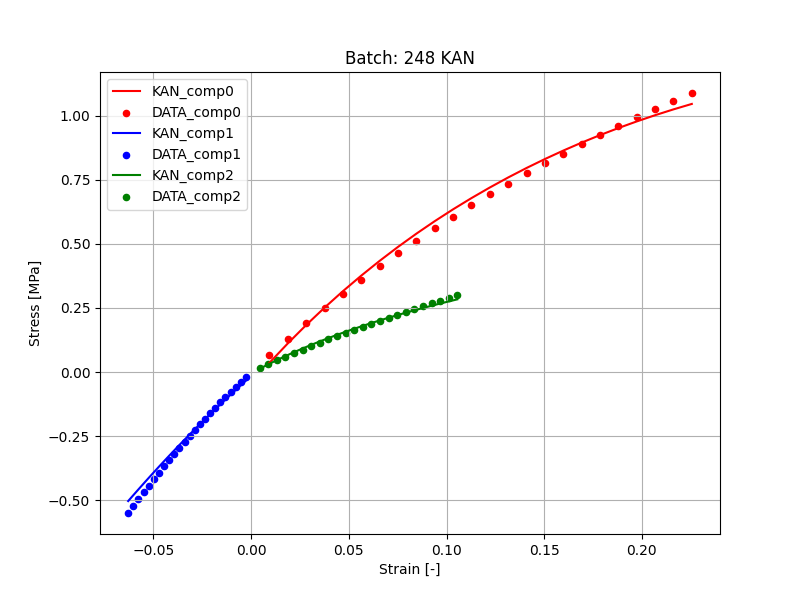 Batch: 248 KAN
KAN_comp0
DATA_comp0
KAN_comp1
DATA_comp1
KAN_comp2
DATA_comp2
1.00
0.75
0.50
0.25
0.00
−0.25
−0.50
Stress [MPa]
−0.05
0.00
0.05
0.10
0.15
0.20
Strain [-]